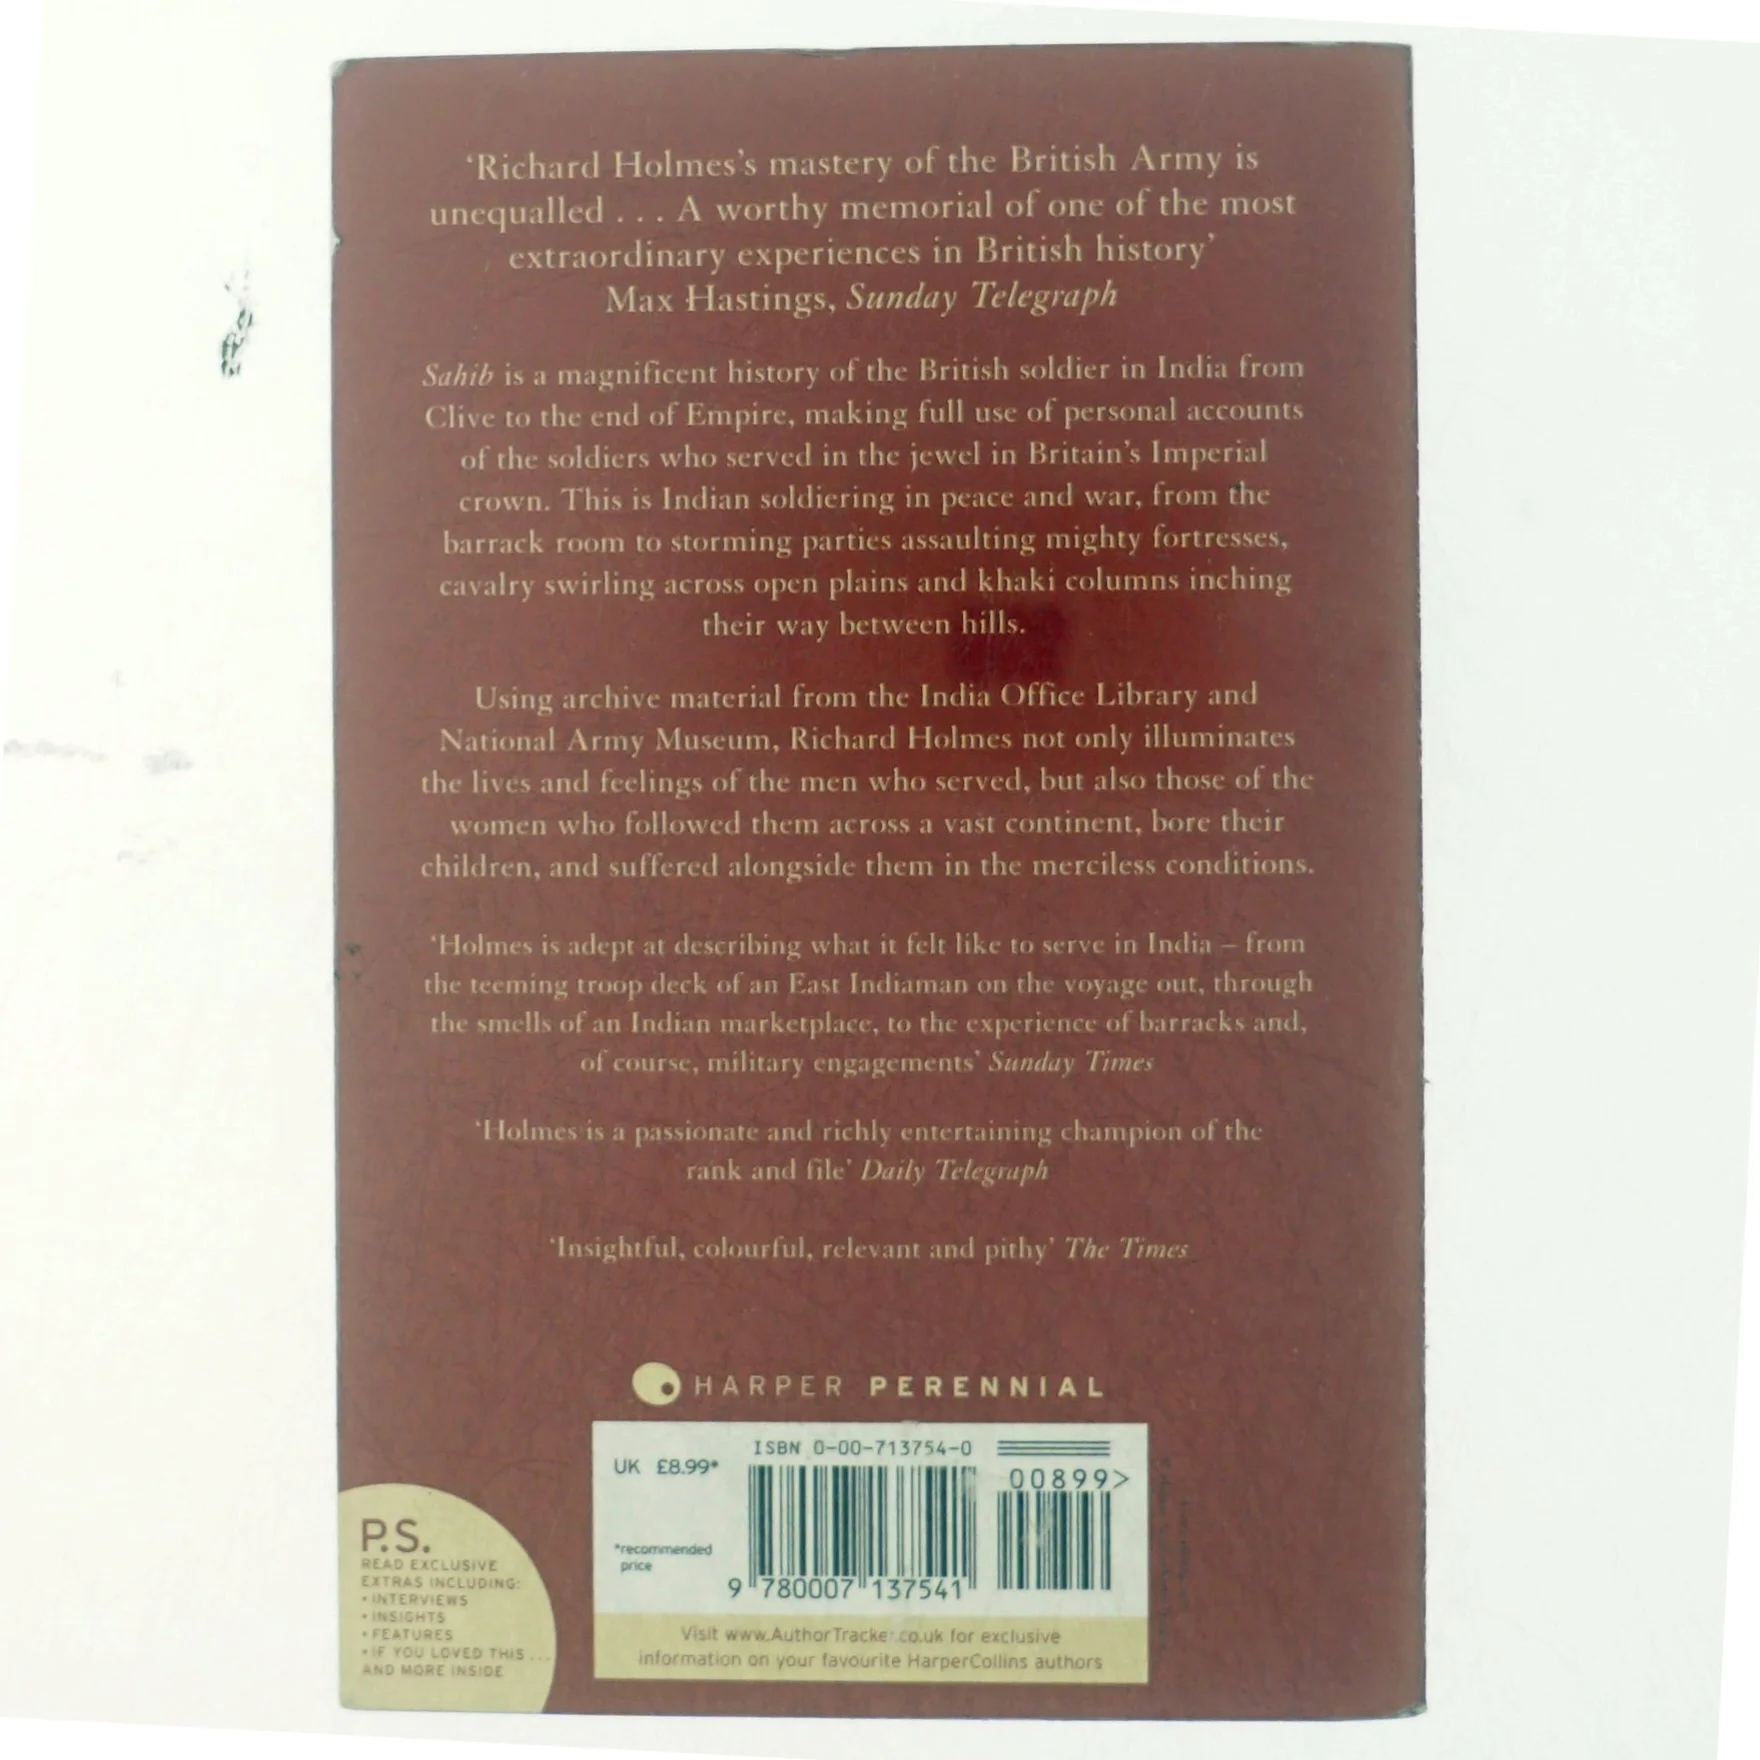 ‘Richard Holmes’s mastery of the British Army is
unequalled . . . A worthy memorial of one of the most
extraordinary experiences in British history’
Max Hastings, Sunday Telegraph
Sahib is a magnificent history of the British soldier in India from
Clive to the end of Empire, making full use of personal accounts
of the soldiers who served in the jewel in Britain’s Imperial
crown. This is Indian soldiering in peace and war, from the
barrack room to storming parties assaulting mighty fortresses,
cavalry swirling across open plains and khaki columns inching
their way between hills.
Using archive material from the India Office Library and
National Army Museum, Richard Holmes not only illuminates
the lives and feelings of the men who served, but also those of the
women who followed them across a vast continent, bore their
children, and suffered alongside them in the merciless conditions.
‘Holmes is adept at describing what it felt like to serve in India – from
the teeming troop deck of an East Indiaman on the voyage out, through
the smells of an Indian marketplace, to the experience of barracks and,
of course, military engagements’ Sunday Times
‘Holmes is a passionate and richly entertaining champion of the
rank and file’ Daily Telegraph
‘Insightful, colourful, relevant and pithy’ The Times
HARPER PERENNIAL
ISBN 0-00-713754-0
UK £8.99*
00899>
*recommended
price
9 780007 137541
Visit www.AuthorTracker.co.uk for exclusive
information on your favourite HarperCollins authors
P.S.
READ EXCLUSIVE
EXTRAS INCLUDING:
• INTERVIEWS
• INSIGHTS
• FEATURES
• IF YOU LOVED THIS ...
AND MORE INSIDE